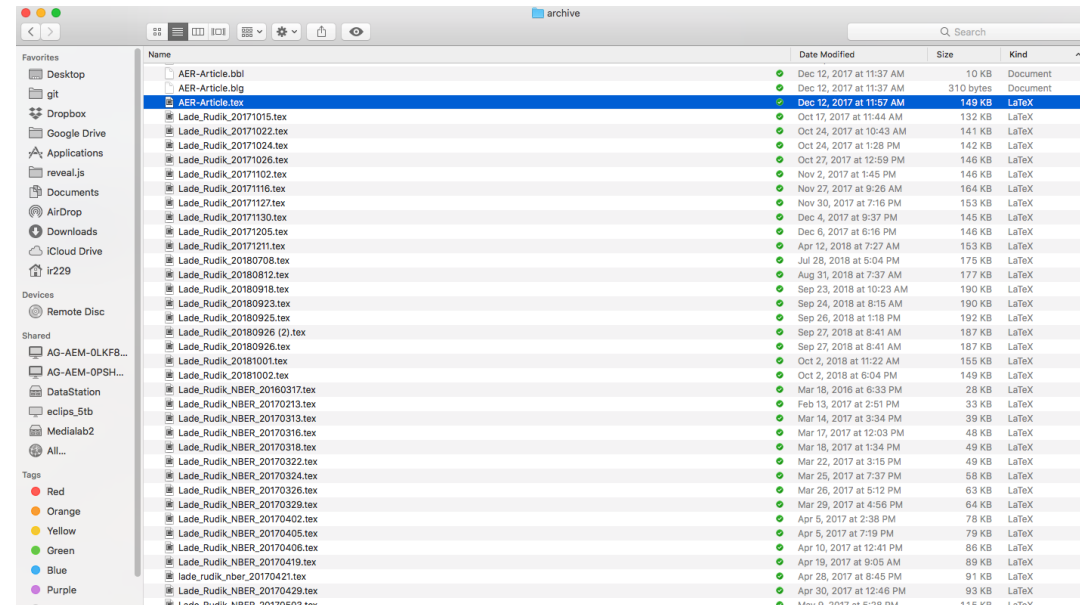 archive
Search
Favorites
Desktop
git
Dropbox
Google Drive
Applications
reveal.js
Documents
AirDrop
Downloads
iCloud Drive
ir229
Devices
Remote Disc
Shared
AG-AEM-0LKF8...
AG-AEM-0PSH...
DataStation
eclips_5tb
Medialab2
All...
Tags
Red
Orange
Yellow
Green
Blue
Purple
Name Date Modified Size Kind
AER-Article.bbl Dec 12, 2017 at 11:37 AM 10 KB Document
AER-Article.blg Dec 12, 2017 at 11:37 AM 310 bytes Document
AER-Article.tex Dec 12, 2017 at 11:57 AM 149 KB LaTeX
Lade_Rudik_20171015.tex Oct 17, 2017 at 11:44 AM 132 KB LaTeX
Lade_Rudik_20171022.tex Oct 24, 2017 at 10:43 AM 141 KB LaTeX
Lade_Rudik_20171024.tex Oct 24, 2017 at 1:28 PM 142 KB LaTeX
Lade_Rudik_20171026.tex Oct 27, 2017 at 12:59 PM 146 KB LaTeX
Lade_Rudik_20171102.tex Nov 2, 2017 at 1:45 PM 146 KB LaTeX
Lade_Rudik_20171116.tex Nov 27, 2017 at 9:26 AM 164 KB LaTeX
Lade_Rudik_20171127.tex Nov 30, 2017 at 7:16 PM 153 KB LaTeX
Lade_Rudik_20171130.tex Dec 4, 2017 at 9:37 PM 145 KB LaTeX
Lade_Rudik_20171205.tex Dec 6, 2017 at 6:16 PM 146 KB LaTeX
Lade_Rudik_20171211.tex Apr 12, 2018 at 7:27 AM 153 KB LaTeX
Lade_Rudik_20180708.tex Jul 28, 2018 at 5:04 PM 175 KB LaTeX
Lade_Rudik_20180812.tex Aug 31, 2018 at 7:37 AM 177 KB LaTeX
Lade_Rudik_20180918.tex Sep 23, 2018 at 10:23 AM 190 KB LaTeX
Lade_Rudik_20180923.tex Sep 24, 2018 at 8:15 AM 190 KB LaTeX
Lade_Rudik_20180925.tex Sep 26, 2018 at 1:18 PM 192 KB LaTeX
Lade_Rudik_20180926 (2).tex Sep 27, 2018 at 8:41 AM 187 KB LaTeX
Lade_Rudik_20180926.tex Sep 27, 2018 at 8:41 AM 187 KB LaTeX
Lade_Rudik_20181001.tex Oct 2, 2018 at 11:22 AM 155 KB LaTeX
Lade_Rudik_20181002.tex Oct 2, 2018 at 6:04 PM 149 KB LaTeX
Lade_Rudik_NBER_20160317.tex Mar 18, 2016 at 6:33 PM 28 KB LaTeX
Lade_Rudik_NBER_20170213.tex Feb 13, 2017 at 2:51 PM 33 KB LaTeX
Lade_Rudik_NBER_20170313.tex Mar 14, 2017 at 3:34 PM 39 KB LaTeX
Lade_Rudik_NBER_20170316.tex Mar 17, 2017 at 12:03 PM 48 KB LaTeX
Lade_Rudik_NBER_20170318.tex Mar 18, 2017 at 1:34 PM 49 KB LaTeX
Lade_Rudik_NBER_20170322.tex Mar 22, 2017 at 3:15 PM 49 KB LaTeX
Lade_Rudik_NBER_20170324.tex Mar 25, 2017 at 7:37 PM 58 KB LaTeX
Lade_Rudik_NBER_20170326.tex Mar 26, 2017 at 5:12 PM 63 KB LaTeX
Lade_Rudik_NBER_20170329.tex Mar 29, 2017 at 4:56 PM 64 KB LaTeX
Lade_Rudik_NBER_20170402.tex Apr 5, 2017 at 2:38 PM 78 KB LaTeX
Lade_Rudik_NBER_20170405.tex Apr 5, 2017 at 7:19 PM 79 KB LaTeX
Lade_Rudik_NBER_20170406.tex Apr 10, 2017 at 12:41 PM 86 KB LaTeX
Lade_Rudik_NBER_20170419.tex Apr 19, 2017 at 9:05 AM 89 KB LaTeX
lade_rudik_nber_20170421.tex Apr 28, 2017 at 8:45 PM 91 KB LaTeX
Lade_Rudik_NBER_20170429.tex Apr 30, 2017 at 12:46 PM 93 KB LaTeX
Lade_Rudik_NBER_20170503.tex May 9, 2017 at 5:28 PM 115 KB LaTeX